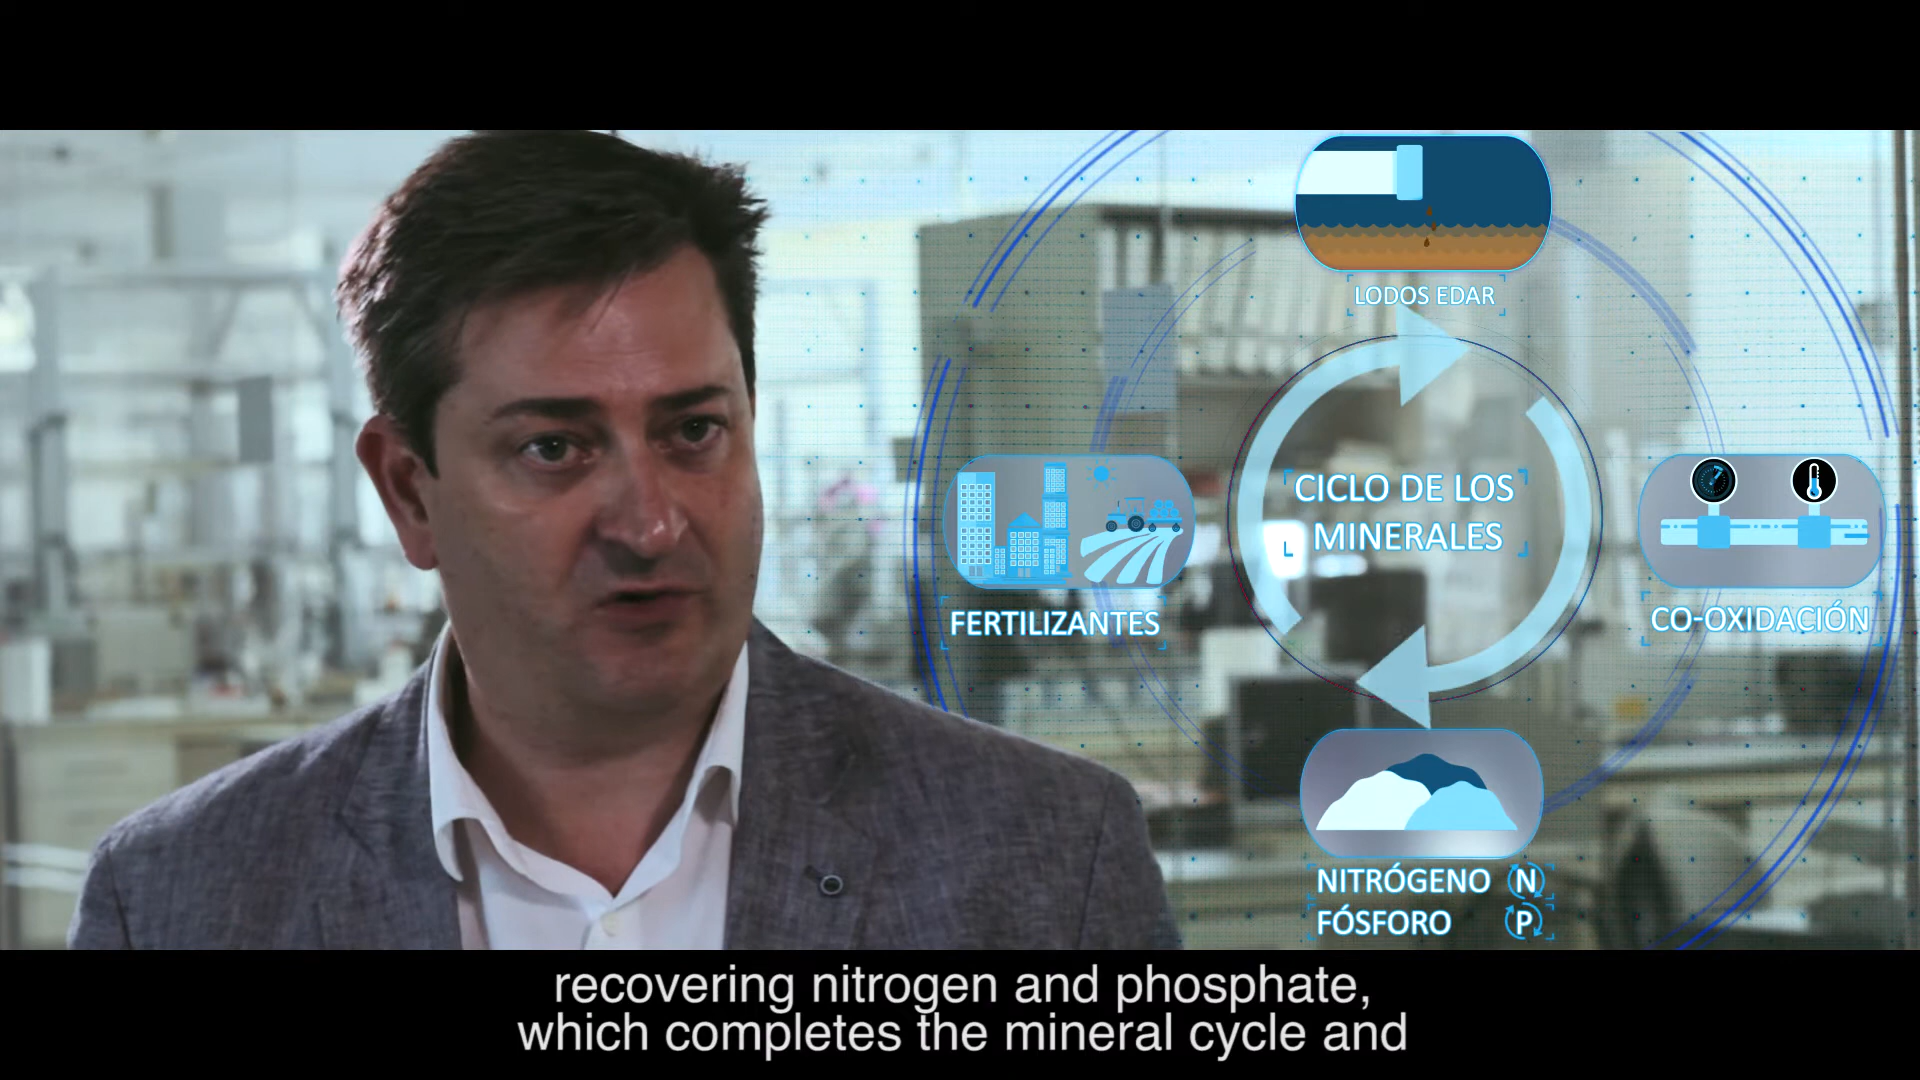 LODOS EDAR
CICLO DE LOS
MINERALES
FERTILIZANTES
CO-OXIDACIÓN
NITRÓGENO N
FÓSFORO P
recovering nitrogen and phosphate,
which completes the mineral cycle and